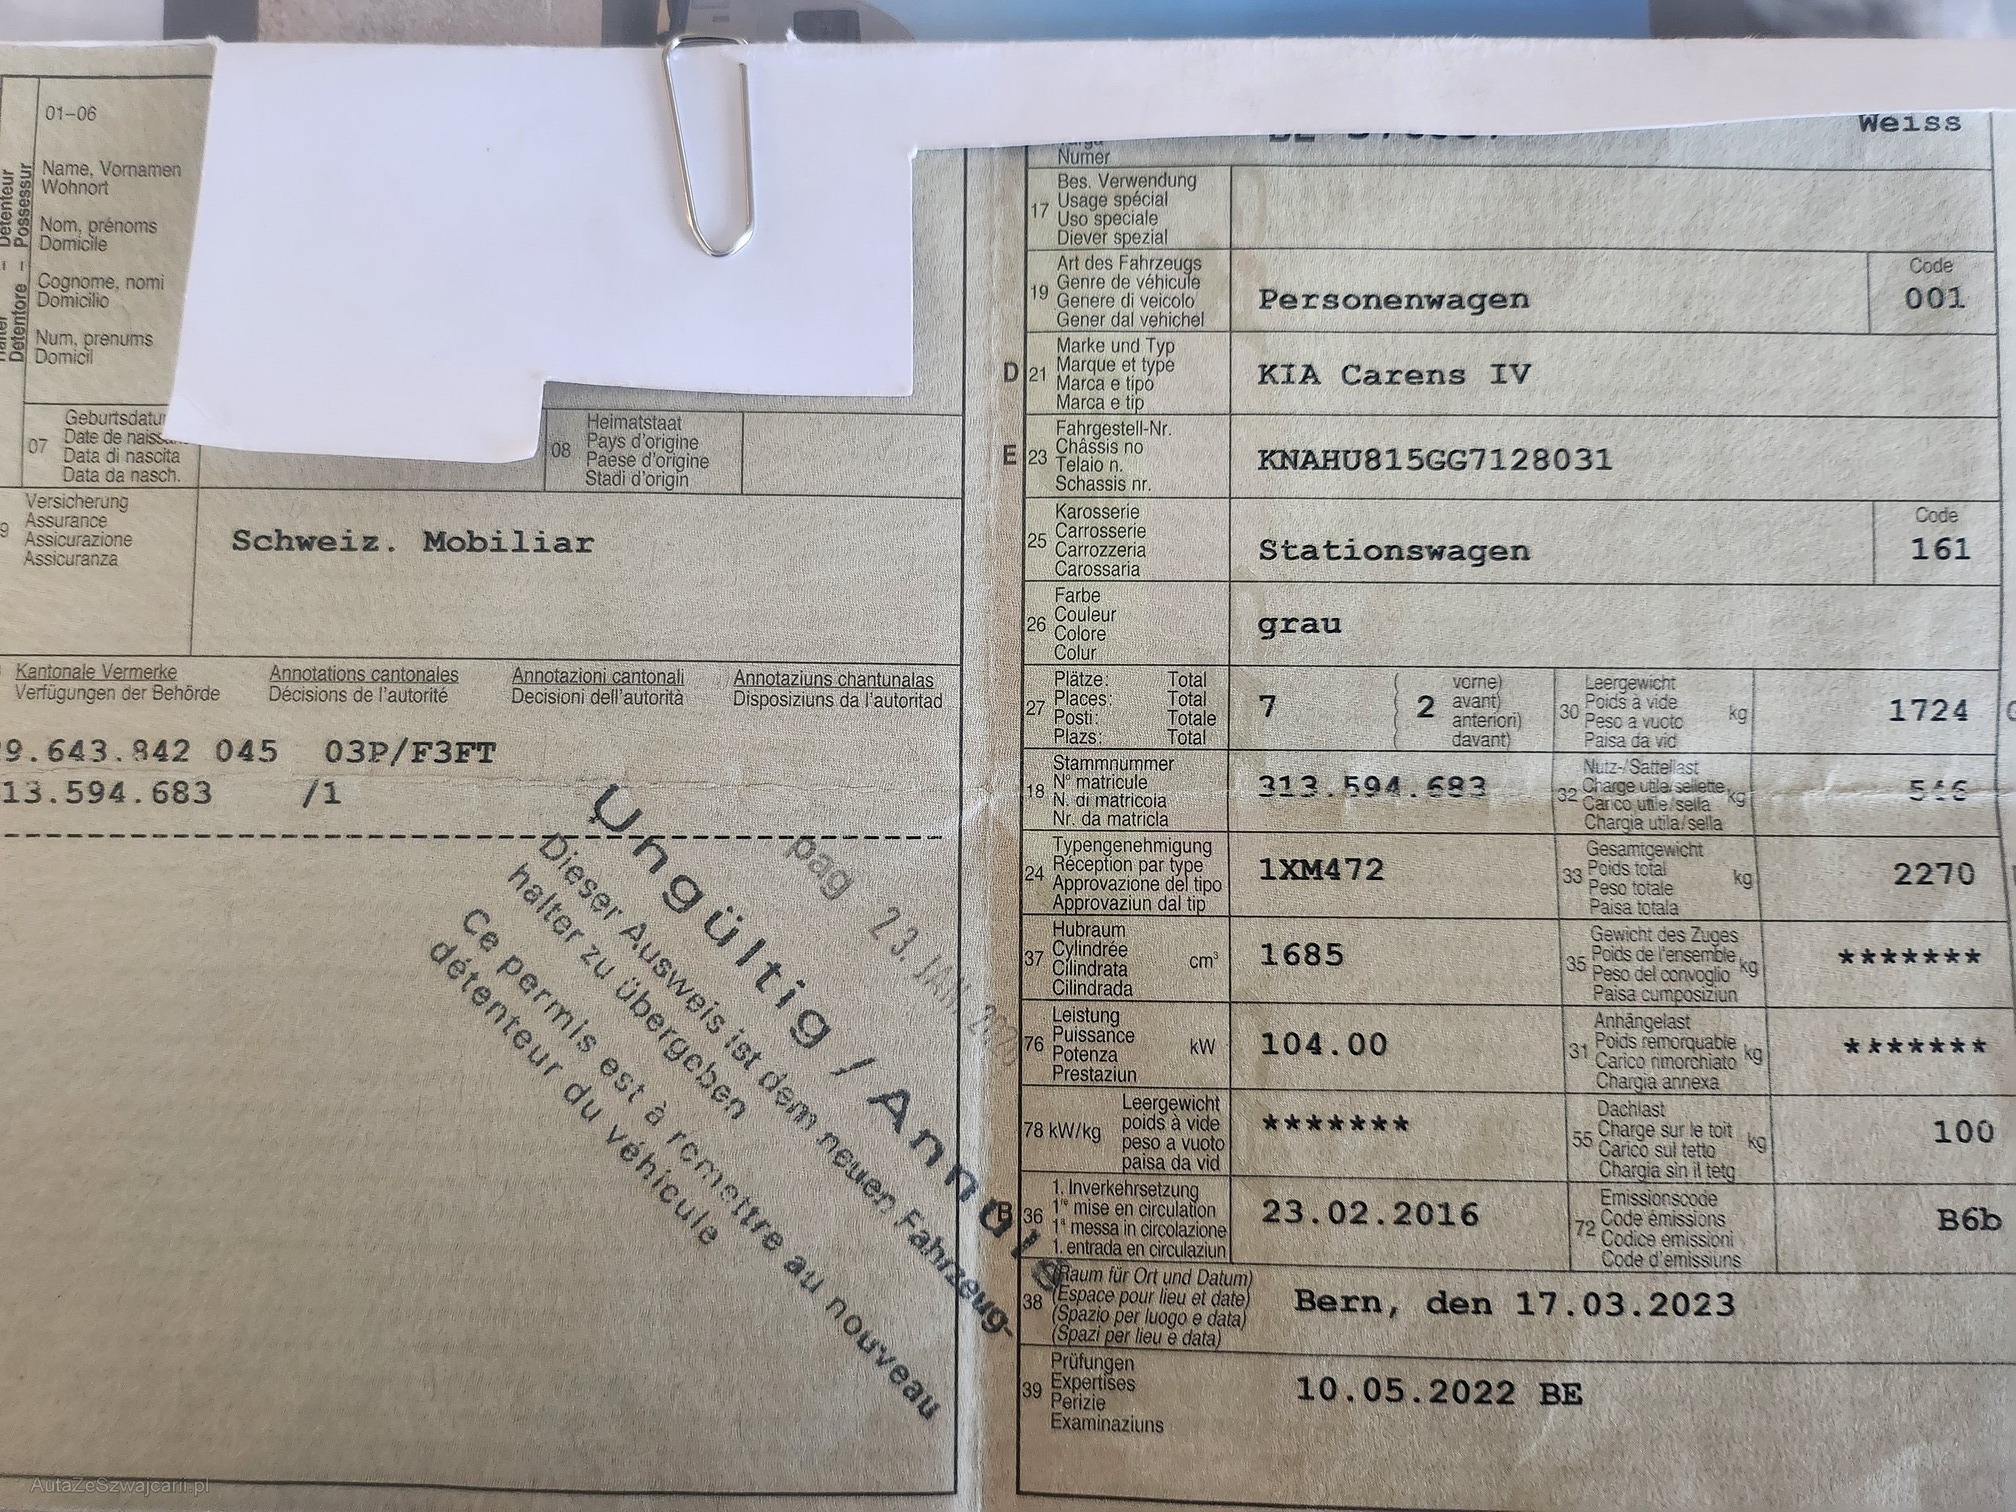 01-06
Detenteur
Possessur
Detentore
Name, Vornamen
Wohnort
Nom, prénoms
Domicile
Cognome, nomi
Domicilio
Num, prenums
Domicil
07
Date de
Data di nascita
Data da nasch.
08
Heimatstaat
Pays d'origine
Paese d'origine
Stadi d'origin
Versicherung
Assurance
Assicurazione
Assicuranza
Schweiz. Mobiliar
Kantonale Vermerke Annotations cantonales Annotazioni cantonali Annotaziuns chantunalas
Verfügungen der Behörde Décisions de l'autorité Decisioni dell'autorità Disposiziuns da l'autoritad
9.643.842 045 03P/F3FT
13.594.683 /1
pag 23. JAN.
Ungültig / Annulé
Dieser Ausweis ist dem neuen Fahrzeug-
halter zu übergeben
Ce permis est à remettre au nouveau
détenteur du véhicule
Numer
Weiss
17
Bes. Verwendung
Usage spécial
Uso speciale
Diever spezial
19
Art des Fahrzeugs
Genre de véhicule
Genere di veicolo
Gener dal vehichel
Personenwagen
Code
001
D 21
Marke und Typ
Marque et type
Marca e tipo
Marca e tip
KIA Carens IV
E 23
Fahrgestell-Nr.
Châssis no
Telaio n.
Schassis nr.
KNAHU815GG7128031
25
Karosserie
Carrosserie
Carrozzeria
Carossaria
Stationswagen
Code
161
26
Farbe
Couleur
Colore
Colur
grau
27
Plätze: Total
Places: Total
Posti: Totale
Plazs: Total
7 ( 2
vorne)
avant)
anteriori)
davant)
30
Leergewicht
Poids à vide
Peso a vuoto
Paisa da vid
kg
1724
18
Stammnummer
N° matricule
N. di matricola
Nr. da matricla
313.594.683
32
Nutz-/Sattellast
Charge utile/sellette
Carico utile/sella
Chargia utila/sella
kg
546
24
Typengenehmigung
Réception par type
Approvazione del tipo
Approvaziun dal tip
1XM472
33
Gesamtgewicht
Poids total
Peso totale
Paisa totala
kg
2270
37
Hubraum
Cylindrée
Cilindrata
Cilindrada
cm³
1685
35
Gewicht des Zuges
Poids de l'ensemble
Peso del convoglio
Paisa cumposiziun
kg
*******
76
Leistung
Puissance
Potenza
Prestaziun
kW
104.00
31
Anhängelast
Poids remorquable
Carico rimorchiato
Chargia annexa
kg
*******
78 kW/kg
Leergewicht
poids à vide
peso a vuoto
paisa da vid
*******
55
Dachlast
Charge sur le toit
Carico sul tetto
Chargia sin il tetg
kg
100
B 36
1. Inverkehrsetzung
1re mise en circulation
1a messa in circolazione
1. entrada en circulaziun
23.02.2016
72
Emissionscode
Code émissions
Codice emissioni
Code d'emissiuns
B6b
38
(Raum für Ort und Datum)
(Espace pour lieu et date)
(Spazio per luogo e data)
(Spazi per lieu e data)
Bern, den 17.03.2023
39
Prüfungen
Expertises
Perizie
Examinaziuns
10.05.2022 BE
AutaZeSzwajcarii.pl